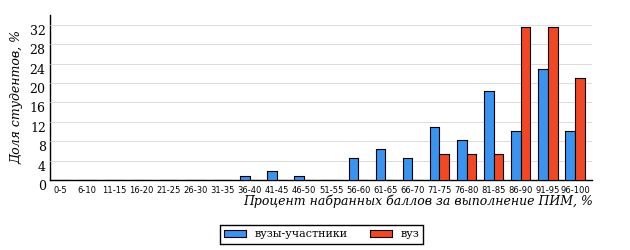 Доля студентов, %
32
28
24
20
16
12
8
4
0
0-5 6-10 11-15 16-20 21-25 26-30 31-35 36-40 41-45 46-50 51-55 56-60 61-65 66-70 71-75 76-80 81-85 86-90 91-95 96-100
Процент набранных баллов за выполнение ПИМ, %
вузы-участники вуз